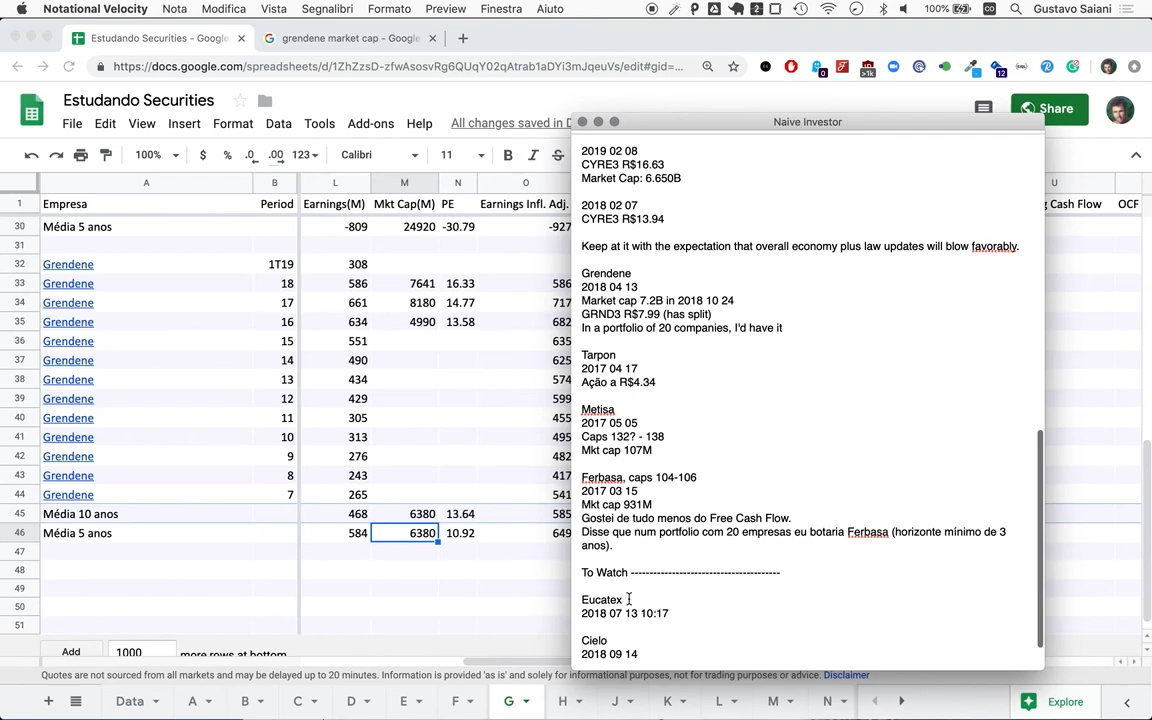 Notational Velocity Nota Modifica Vista Segnalibri Formato Preview Finestra Aiuto 100% Gustavo Saiani
Estudando Securities - Google grendene market cap - Google
https://docs.google.com/spreadsheets/d/1ZhZzsD-zfwAsosvRg6QUqY02qAtrab1aDYi3mJqeuVs/edit#gid=...
Estudando Securities
File Edit View Insert Format Data Tools Add-ons Help All changes saved in D
Share
100% $ % .0 .00 123 Calibri 11 B I S
A B L M N O U
1 Empresa Period Earnings(M) Mkt Cap(M) PE Earnings Infl. Adj. Cash Flow OCF
30 Média 5 anos -809 24920 -30.79 -927
31
32 Grendene 1T19 308
33 Grendene 18 586 7641 16.33 586
34 Grendene 17 661 8180 14.77 717
35 Grendene 16 634 4990 13.58 682
36 Grendene 15 551 635
37 Grendene 14 490 625
38 Grendene 13 434 574
39 Grendene 12 429 599
40 Grendene 11 305 455
41 Grendene 10 313 495
42 Grendene 9 276 482
43 Grendene 8 243 417
44 Grendene 7 265 541
45 Média 10 anos 468 6380 13.64 585
46 Média 5 anos 584 6380 10.92 649
47
48
49
50
51
Add 1000 more rows at bottom.
Quotes are not sourced from all markets and may be delayed up to 20 minutes. Information is provided 'as is' and solely for informational purposes, not for trading purposes or advice. Disclaimer
Data A B C D E F G H J K L M N Explore
Naive Investor
2019 02 08
CYRE3 R$16.63
Market Cap: 6.650B
2018 02 07
CYRE3 R$13.94
Keep at it with the expectation that overall economy plus law updates will blow favorably.
Grendene
2018 04 13
Market cap 7.2B in 2018 10 24
GRND3 R$7.99 (has split)
In a portfolio of 20 companies, I'd have it
Tarpon
2017 04 17
Ação a R$4.34
Metisa
2017 05 05
Caps 132? - 138
Mkt cap 107M
Ferbasa, caps 104-106
2017 03 15
Mkt cap 931M
Gostei de tudo menos do Free Cash Flow.
Disse que num portfolio com 20 empresas eu botaria Ferbasa (horizonte mínimo de 3
anos).
To Watch ----------------------------------------
Eucatex
2018 07 13 10:17
Cielo
2018 09 14